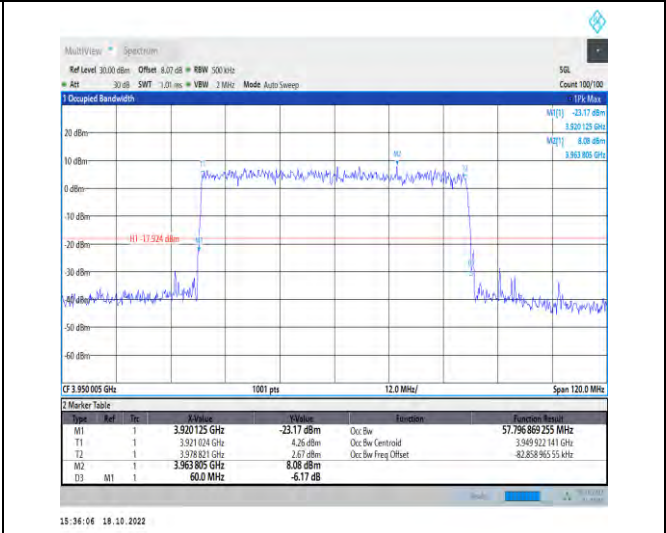 MultiView Spectrum
Ref Level 30.00 dBm Offset 8.07 dB RBW 500 kHz SGL
Att 30 dB SWT 1.01 ms VBW 2 MHz Mode Auto Sweep Count 100/100
1 Occupied Bandwidth 1Pk Max
M1[1] -23.17 dBm
3.920 125 GHz
M2[1] 8.08 dBm
3.963 805 GHz
20 dBm
M2
10 dBm
T1 T2
0 dBm
-10 dBm
H1 -17.924 dBm
-20 dBm
M1
-30 dBm
-40 dBm
-50 dBm
-60 dBm
CF 3.950 005 GHz 1001 pts 12.0 MHz/ Span 120.0 MHz
2 Marker Table
Type Ref Trc X-Value Y-Value Function Function Result
M1 1 3.920 125 GHz -23.17 dBm Occ Bw 57.796 869 255 MHz
T1 1 3.921 024 GHz 4.26 dBm Occ Bw Centroid 3.949 922 141 GHz
T2 1 3.978 821 GHz 2.67 dBm Occ Bw Freq Offset -82.858 965 55 kHz
M2 1 3.963 805 GHz 8.08 dBm
D3 M1 1 60.0 MHz -6.17 dB
15:36:06 18.10.2022